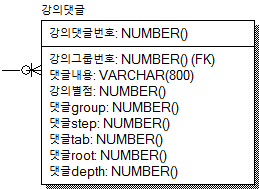 강의댓글
강의댓글번호: NUMBER()
강의그룹번호: NUMBER() (FK)
댓글내용: VARCHAR(800)
강의별점: NUMBER()
댓글group: NUMBER()
댓글step: NUMBER()
댓글tab: NUMBER()
댓글root: NUMBER()
댓글depth: NUMBER()